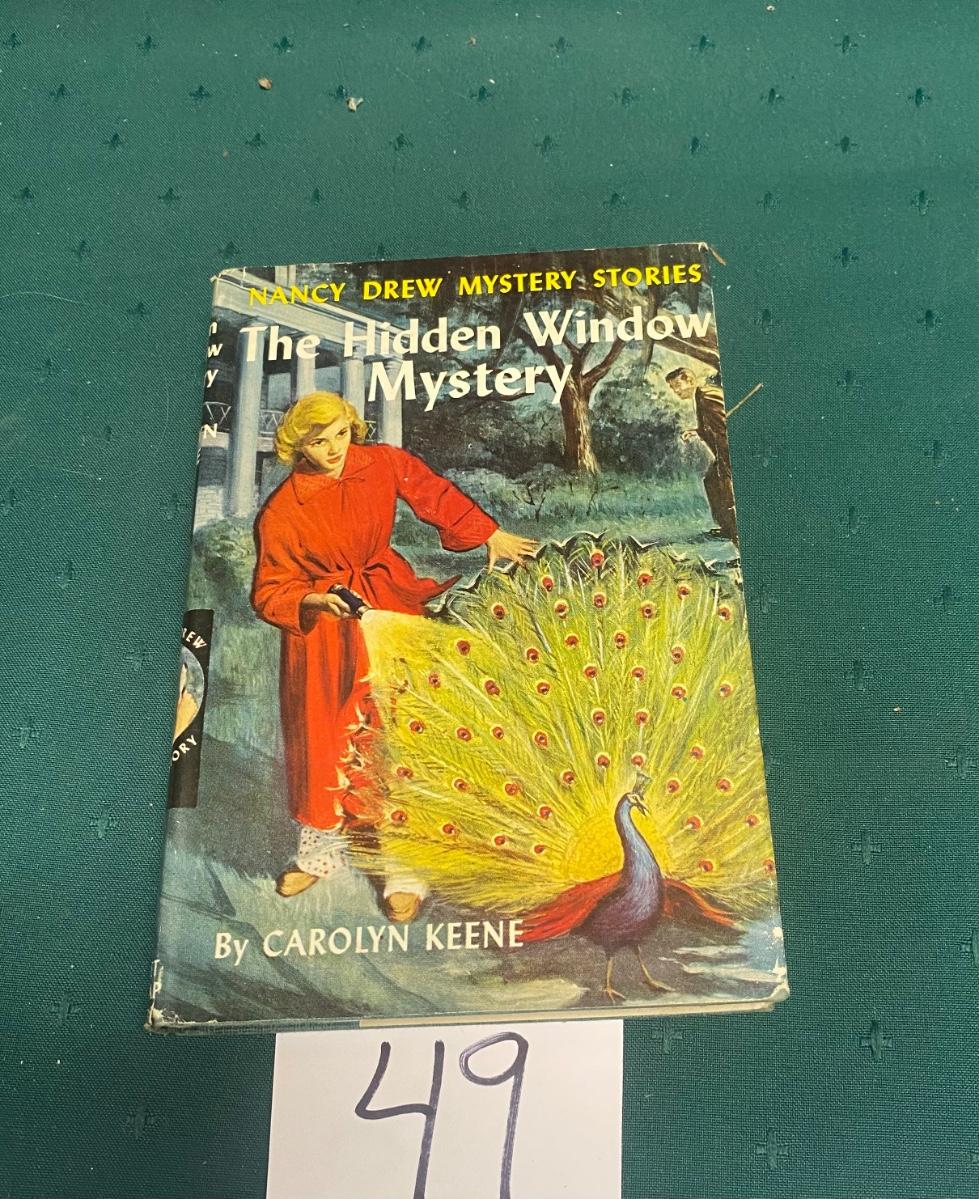 NANCY DREW MYSTERY STORIES
The Hidden Window
Mystery
By CAROLYN KEENE
49